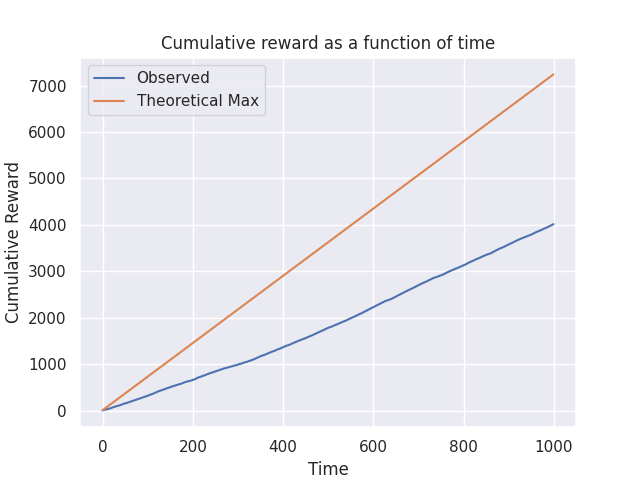 Cumulative reward as a function of time
Observed
Theoretical Max
Cumulative Reward
7000
6000
5000
4000
3000
2000
1000
0
0 200 400 600 800 1000
Time